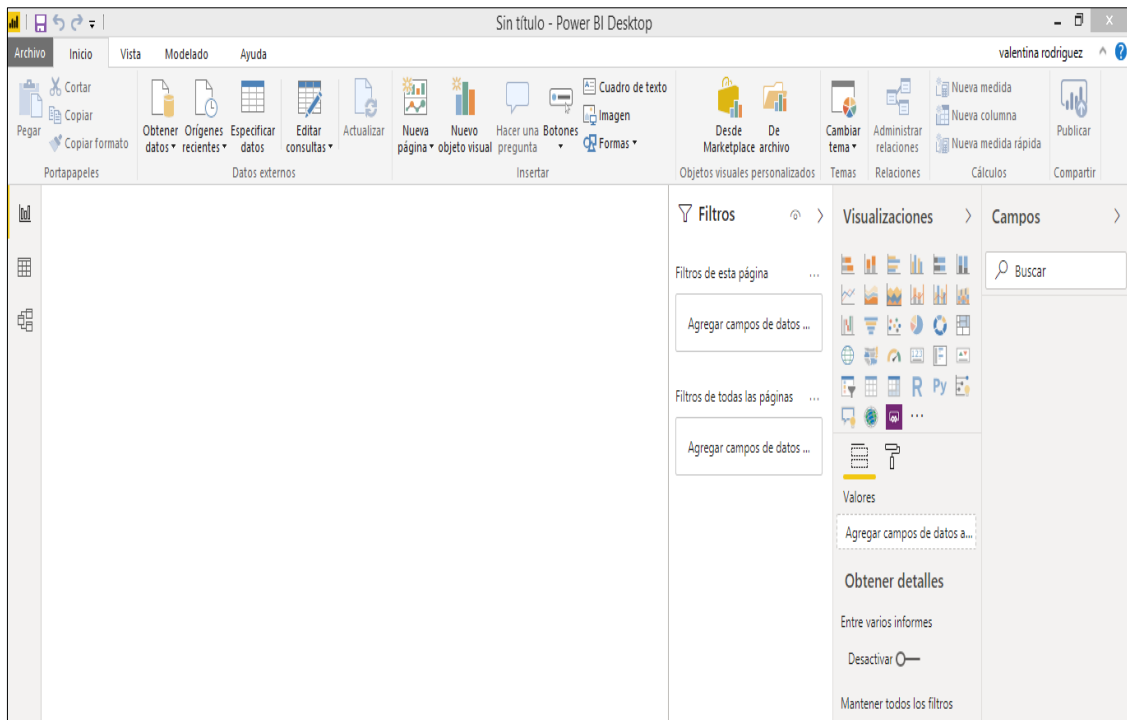 Sin título - Power BI Desktop
Archivo Inicio Vista Modelado Ayuda valentina rodriguez
Pegar
Cortar
Copiar
Copiar formato
Portapapeles
Obtener datos
Orígenes recientes
Especificar datos
Editar consultas
Actualizar
Datos externos
Nueva página
Nuevo objeto visual
Hacer una pregunta
Botones
Cuadro de texto
Imagen
Formas
Insertar
Desde Marketplace
De archivo
Objetos visuales personalizados
Cambiar tema
Temas
Administrar relaciones
Relaciones
Nueva medida
Nueva columna
Nueva medida rápida
Cálculos
Publicar
Compartir
Filtros
Filtros de esta página ...
Agregar campos de datos ...
Filtros de todas las páginas ...
Agregar campos de datos ...
Visualizaciones
R Py
...
Valores
Agregar campos de datos a...
Obtener detalles
Entre varios informes
Desactivar
Mantener todos los filtros
Campos
Buscar